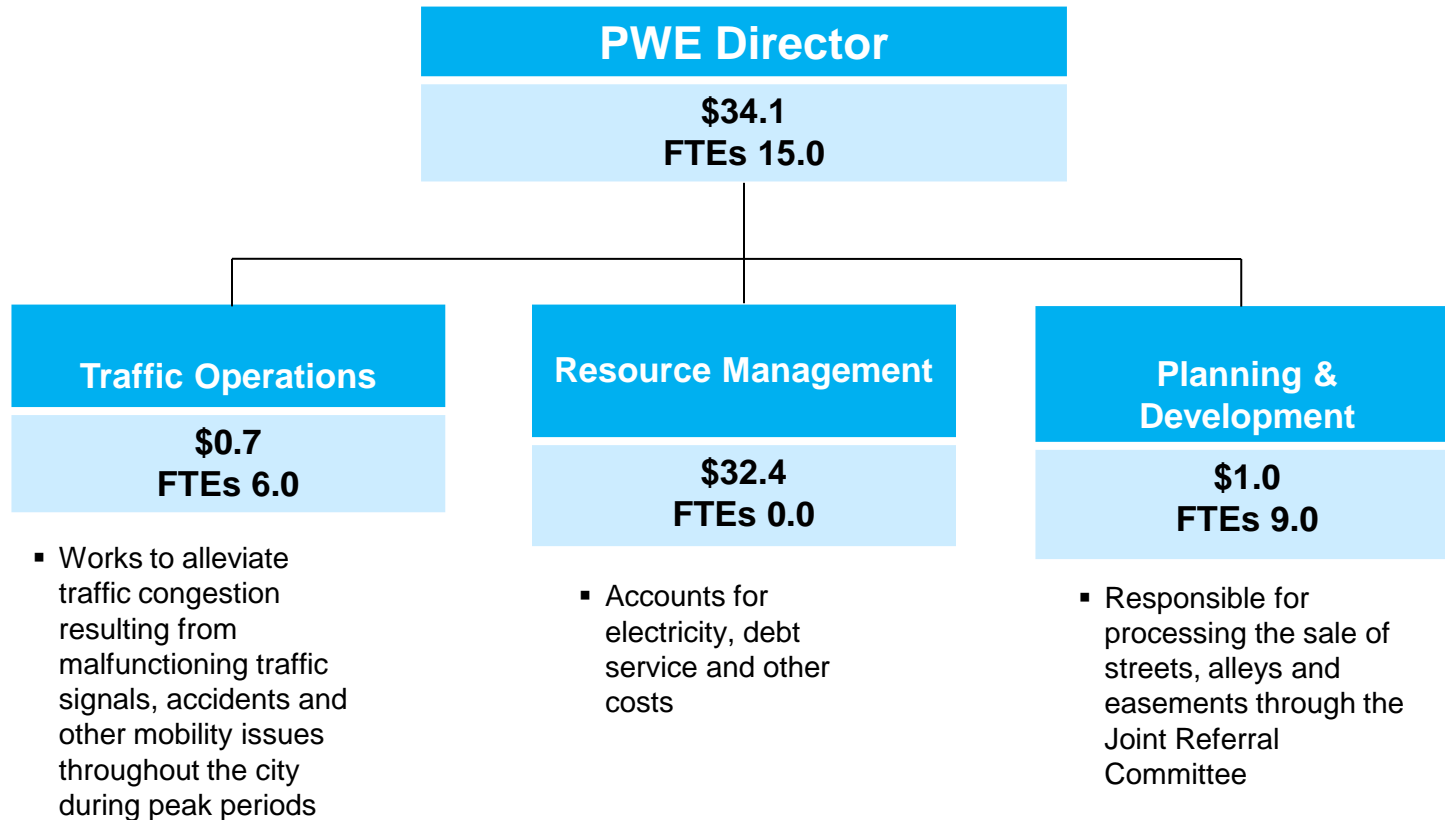 PWE Director
$34.1
FTEs 15.0
Traffic Operations
$0.7
FTEs 6.0
▪ Works to alleviate
traffic congestion
resulting from
malfunctioning traffic
signals, accidents and
other mobility issues
throughout the city
during peak periods
Resource Management
$32.4
FTEs 0.0
▪ Accounts for
electricity, debt
service and other
costs
Planning &
Development
$1.0
FTEs 9.0
▪ Responsible for
processing the sale of
streets, alleys and
easements through the
Joint Referral
Committee